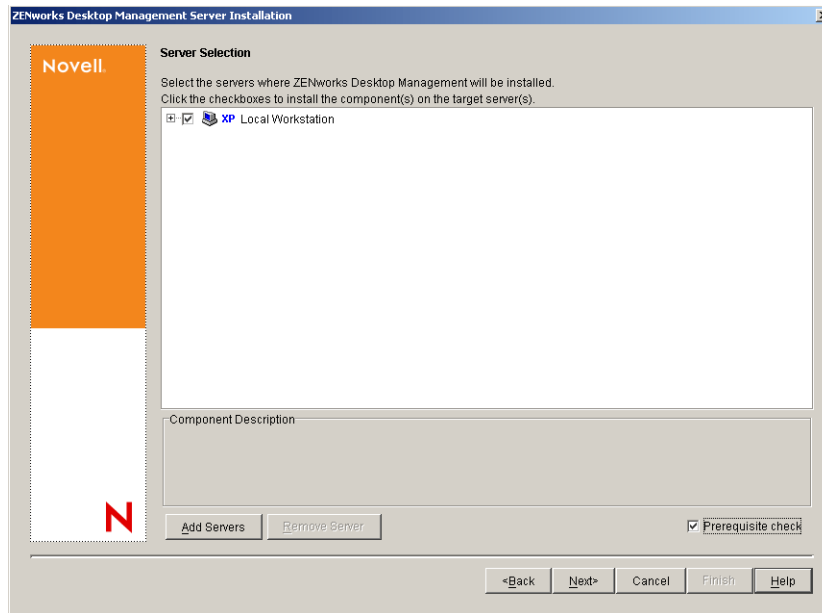 ZENworks Desktop Management Server Installation
Novell.
Server Selection
Select the servers where ZENworks Desktop Management will be installed.
Click the checkboxes to install the component(s) on the target server(s).
XP Local Workstation
Component Description
N
Add Servers
Remove Server
Prerequisite check
<Back
Next>
Cancel
Finish
Help